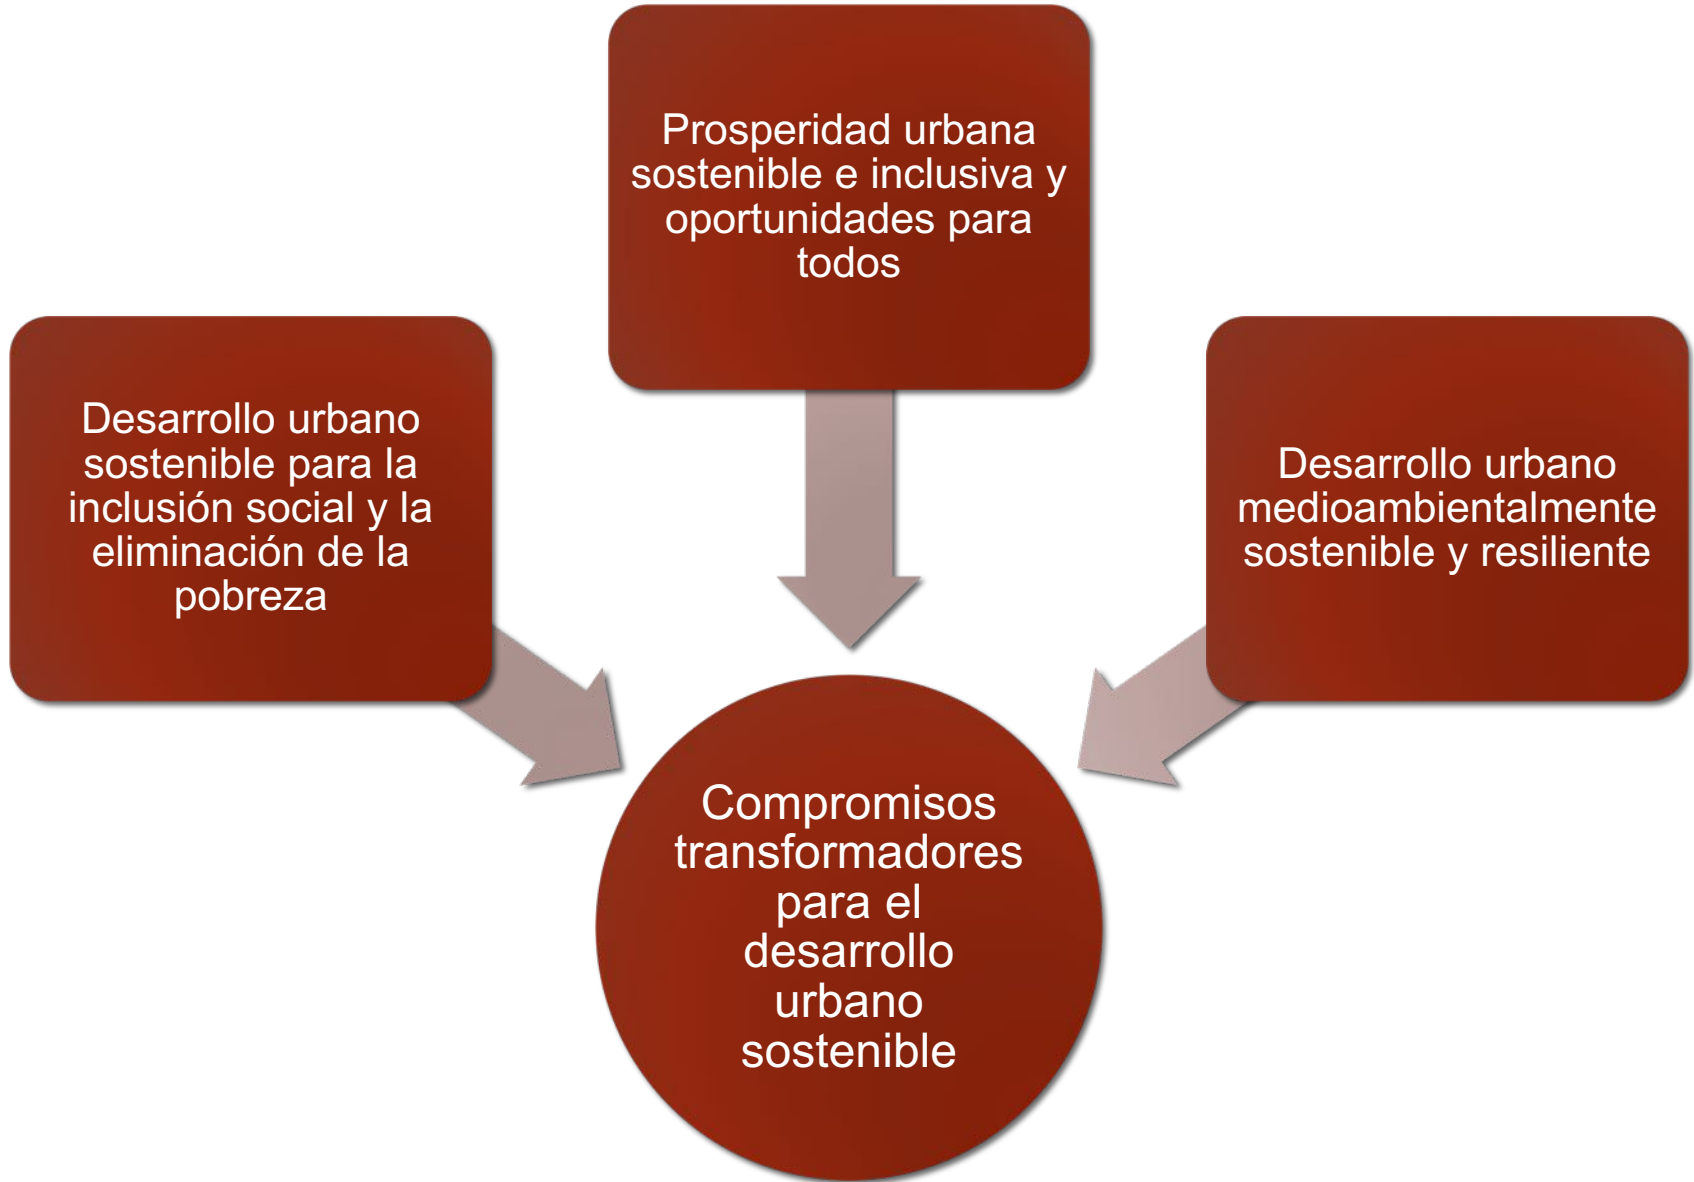 Prosperidad urbana
sostenible e inclusiva y
oportunidades para
todos
Desarrollo urbano
sostenible para la
inclusión social y la
eliminación de la
pobreza
Desarrollo urbano
medioambientalmente
sostenible y resiliente
Compromisos
transformadores
para el
desarrollo
urbano
sostenible